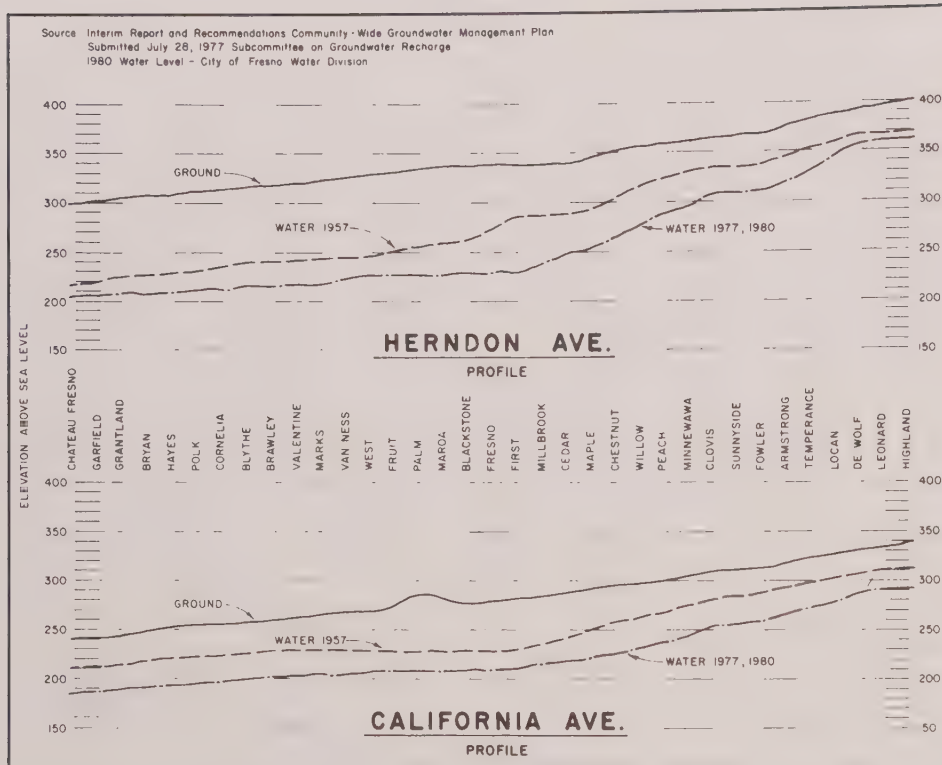 Source Interim Report and Recommendations Community-Wide Groundwater Management Plan
Submitted July 28, 1977 Subcommittee on Groundwater Recharge
1980 Water Level - City of Fresno Water Division
400
350
300
250
200
150
400
350
300
250
200
150
GROUND
WATER 1957
WATER 1977, 1980
HERNDON AVE.
PROFILE
ELEVATION ABOVE SEA LEVEL
CHATEAU FRESNO
GARFIELD
GRANTLAND
BRYAN
HAYES
POLK
CORNELIA
BLYTHE
BRAWLEY
VALENTINE
MARKS
VAN NESS
WEST
FRUIT
PALM
MAROA
BLACKSTONE
FRESNO
FIRST
MILLBROOK
CEDAR
MAPLE
CHESTNUT
WILLOW
PEACH
MINNEWAWA
CLOVIS
SUNNYSIDE
FOWLER
ARMSTRONG
TEMPERANCE
LOCAN
DE WOLF
LEONARD
HIGHLAND
400
350
300
250
200
150
400
350
300
250
200
50
GROUND
WATER 1957
WATER 1977, 1980
CALIFORNIA AVE.
PROFILE